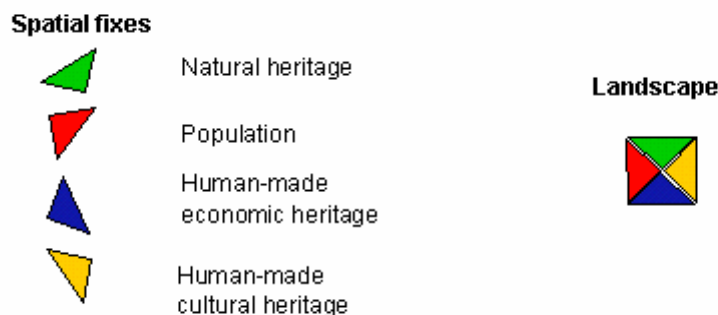 Spatial fixes
Natural heritage
Landscape
Population
Human-made
economic heritage
Human-made
cultural heritage